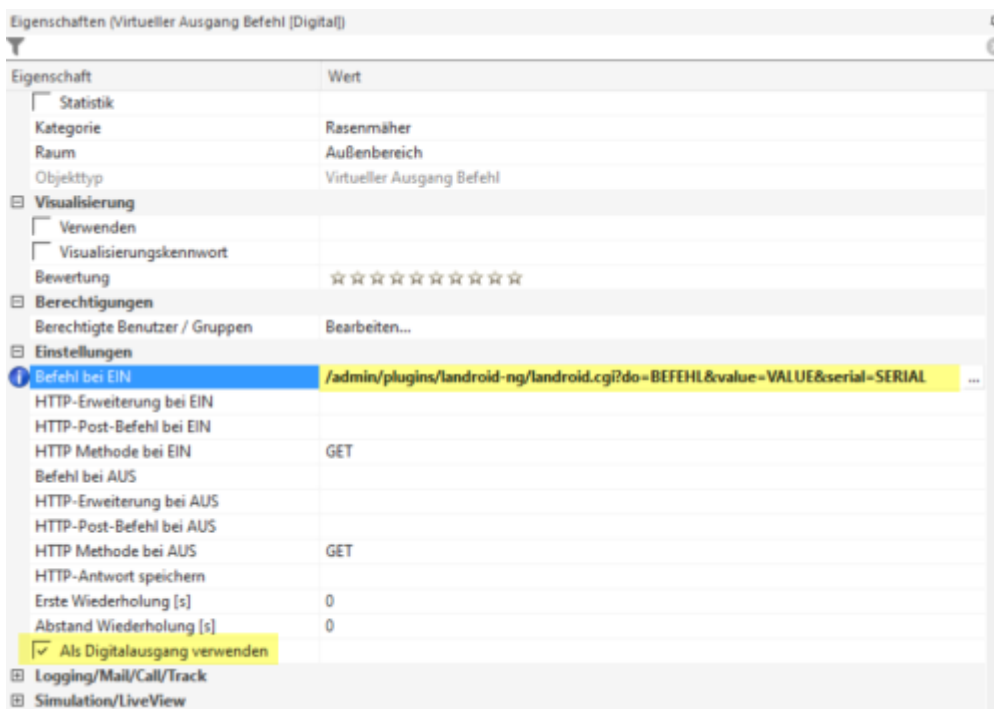 Eigenschaften (Virtueller Ausgang Befehl [Digital])
Eigenschaft Wert
Statistik
Kategorie Rasenmäher
Raum Außenbereich
Objekttyp Virtueller Ausgang Befehl
Visualisierung
Verwenden
Visualisierungskennwort
Bewertung
Berechtigungen
Berechtigte Benutzer / Gruppen Bearbeiten...
Einstellungen
Befehl bei EIN /admin/plugins/landroid-ng/landroid.cgi?do=BEFEHL&value=VALUE&serial=SERIAL ...
HTTP-Erweiterung bei EIN
HTTP-Post-Befehl bei EIN
HTTP Methode bei EIN GET
Befehl bei AUS
HTTP-Erweiterung bei AUS
HTTP-Post-Befehl bei AUS
HTTP Methode bei AUS GET
HTTP-Antwort speichern
Erste Wiederholung [s] 0
Abstand Wiederholung [s] 0
Als Digitalausgang verwenden
Logging/Mail/Call/Track
Simulation/LiveView